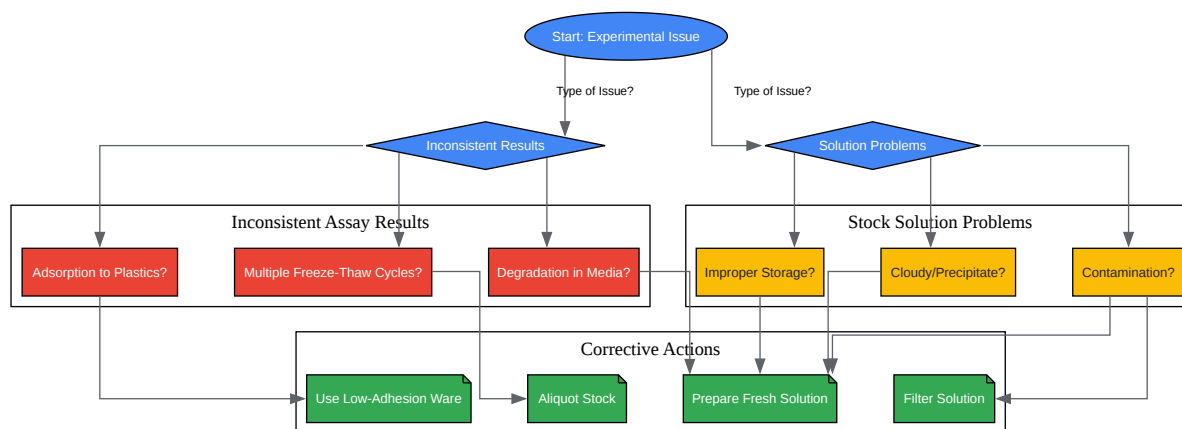 Start: Experimental Issue
Type of Issue?
Type of Issue?
Inconsistent Results
Solution Problems
Inconsistent Assay Results
Stock Solution Problems
Adsorption to Plastics?
Multiple Freeze-Thaw Cycles?
Degradation in Media?
Improper Storage?
Cloudy/Precipitate?
Contamination?
Corrective Actions
Use Low-Adhesion Ware
Aliquot Stock
Prepare Fresh Solution
Filter Solution